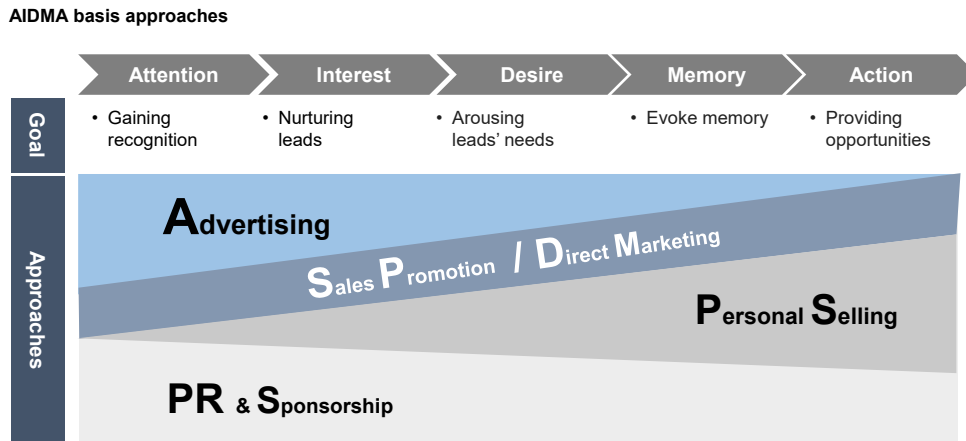 AIDMA basis approaches
Attention
Interest
Desire
Memory
Action
Goal
• Gaining
recognition
• Nurturing
leads
• Arousing
leads’ needs
• Evoke memory
• Providing
opportunities
Approaches
Advertising
Sales Promotion / Direct Marketing
Personal Selling
PR & Sponsorship